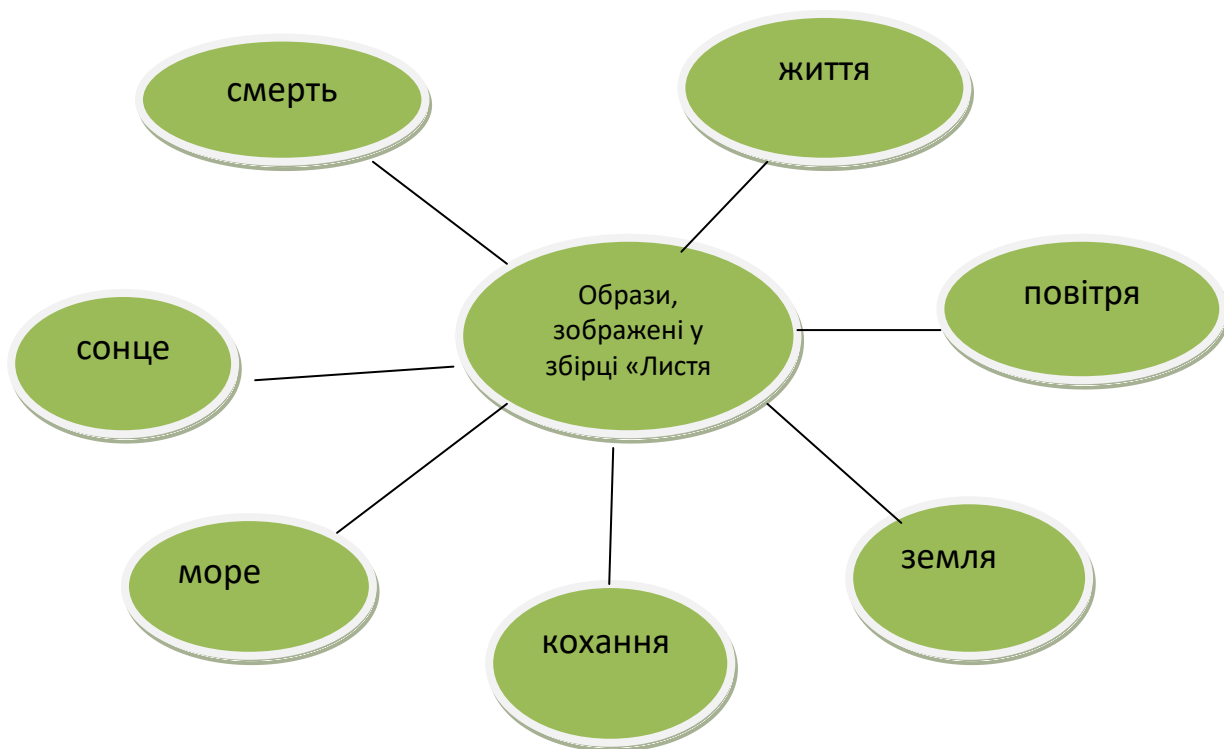 смерть
життя
Образи,
зображені у
збірці «Листя
повітря
сонце
море
кохання
земля